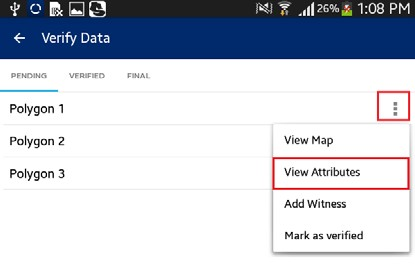 26% 1:08 PM
Verify Data
PENDING VERIFIED FINAL
Polygon 1
View Map
Polygon 2
View Attributes
Polygon 3
Add Witness
Mark as verified